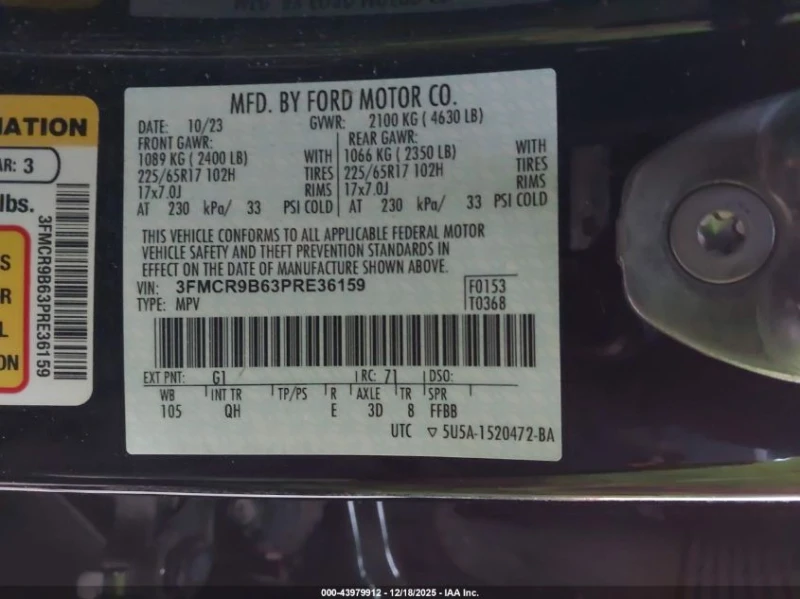 MFD. BY FORD MOTOR CO.
DATE: 10/23 GVWR: 2100 KG ( 4630 LB)
FRONT GAWR: REAR GAWR:
1089 KG ( 2400 LB) WITH 1066 KG ( 2350 LB) WITH
225/65R17 102H TIRES 225/65R17 102H TIRES
17x7.0J RIMS 17x7.0J RIMS
AT 230 kPa/ 33 PSI COLD AT 230 kPa/ 33 PSI COLD
THIS VEHICLE CONFORMS TO ALL APPLICABLE FEDERAL MOTOR
VEHICLE SAFETY AND THEFT PREVENTION STANDARDS IN
EFFECT ON THE DATE OF MANUFACTURE SHOWN ABOVE.
VIN: 3FMCR9B63PRE36159 F0153
TYPE: MPV T0368
EXT PNT: G1 RC: 71 DSO:
WB INT TR TP/PS R AXLE TR SPR
105 QH E 3D 8 FFBB
UTC ▽ 5U5A-1520472-BA
MATION
AR: 3
lbs.
3FMCR9B63PRE36159
S
R
L
ON
000-43979912 - 12/18/2025 - IAA Inc.